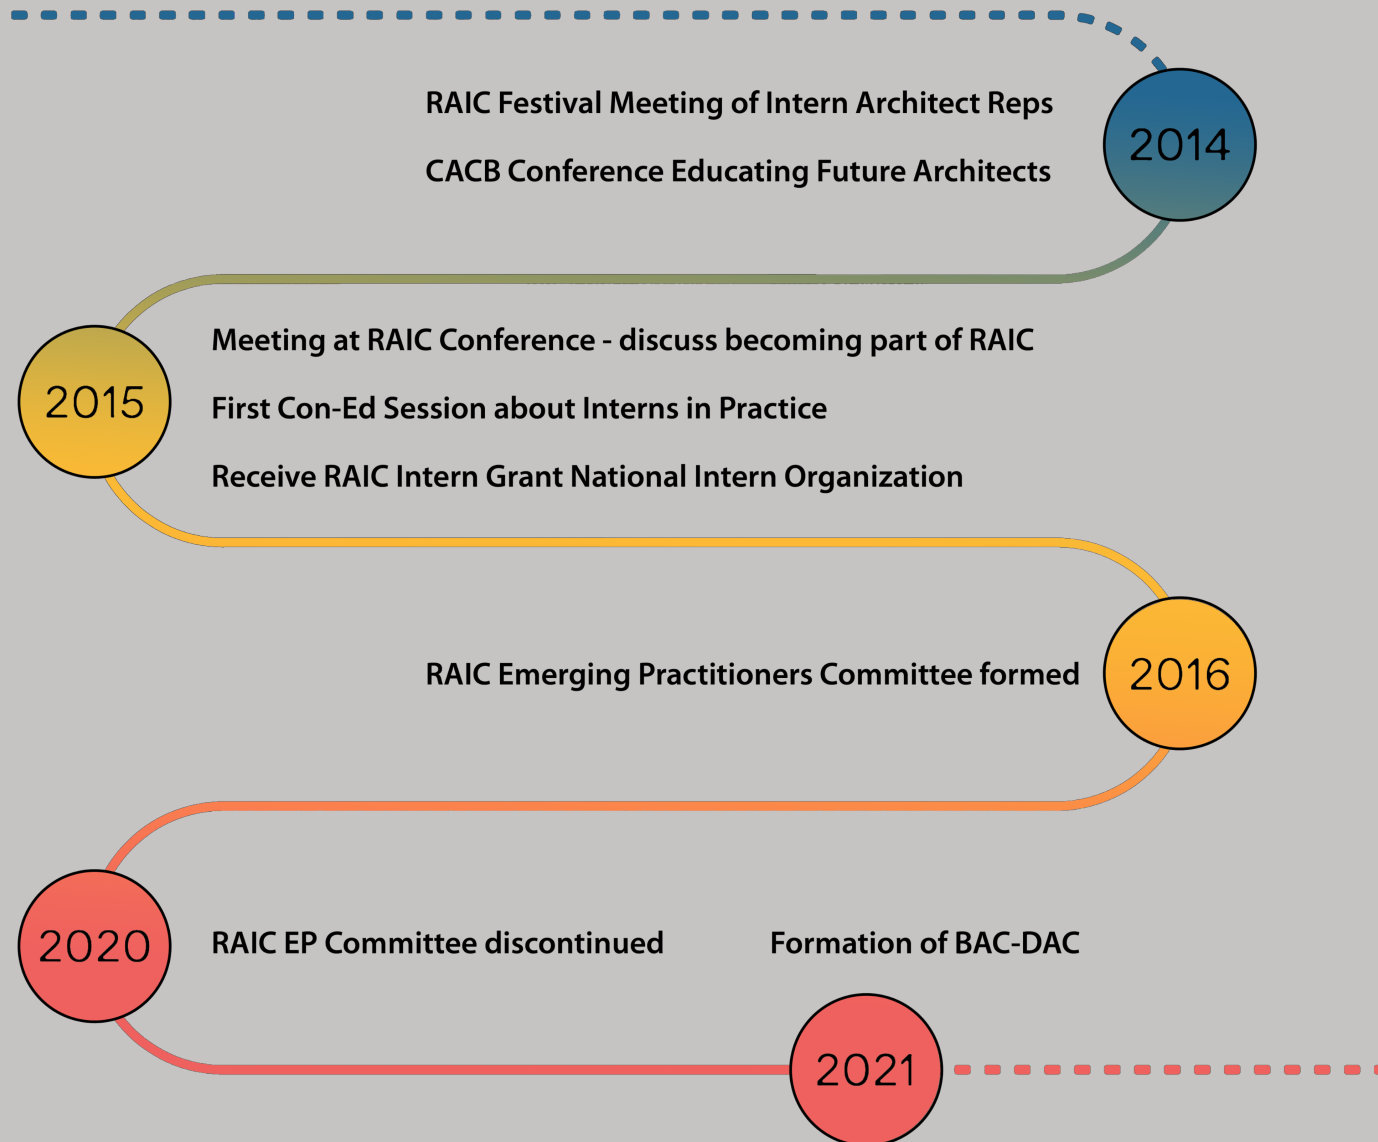 RAIC Festival Meeting of Intern Architect Reps
CACB Conference Educating Future Architects
2014
Meeting at RAIC Conference - discuss becoming part of RAIC
2015
First Con-Ed Session about Interns in Practice
Receive RAIC Intern Grant National Intern Organization
RAIC Emerging Practitioners Committee formed
2016
2020
RAIC EP Committee discontinued
Formation of BAC-DAC
2021